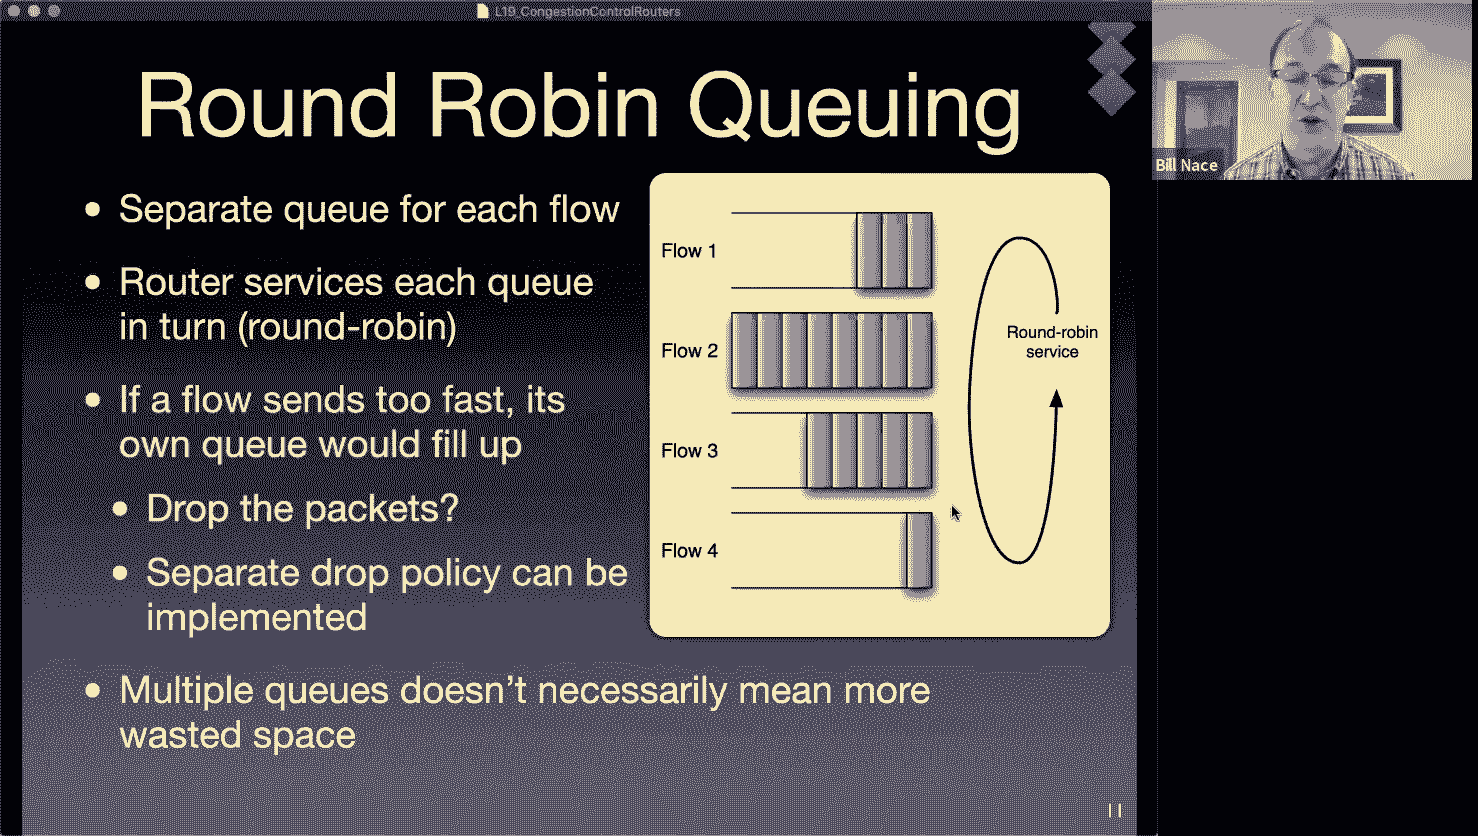 L19_CongestionControlRouters
Round Robin Queuing
Bill Nace
• Separate queue for each flow
• Router services each queue
in turn (round-robin)
• If a flow sends too fast, its
own queue would fill up
• Drop the packets?
• Separate drop policy can be
implemented
• Multiple queues doesn't necessarily mean more
wasted space
Flow 1
Flow 2
Flow 3
Flow 4
Round-robin
service
11